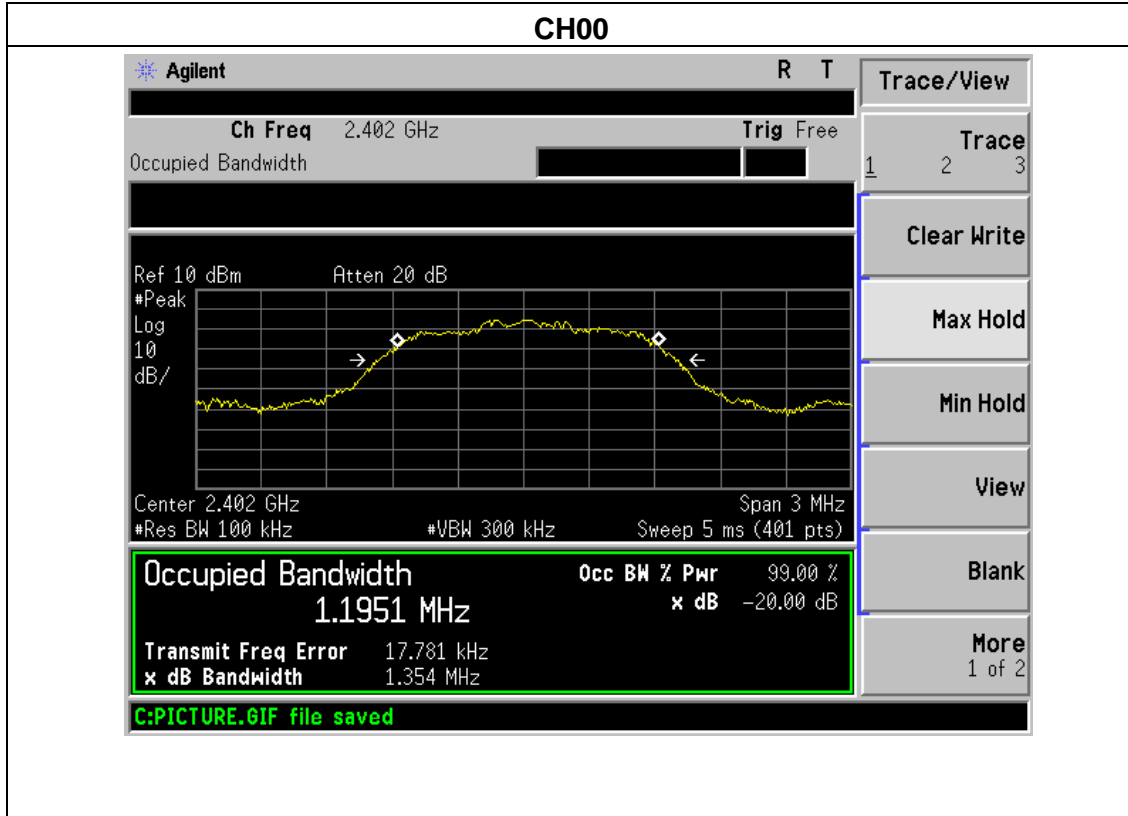 CH00
Agilent R T
Ch Freq 2.402 GHz Trig Free
Occupied Bandwidth
Ref 10 dBm Atten 20 dB
#Peak
Log
10
dB/
Center 2.402 GHz Span 3 MHz
#Res BW 100 kHz #VBW 300 kHz Sweep 5 ms (401 pts)
Occupied Bandwidth Occ BW % Pwr 99.00 %
1.1951 MHz x dB -20.00 dB
Transmit Freq Error 17.781 kHz
x dB Bandwidth 1.354 MHz
C:PICTURE.GIF file saved
Trace/View
Trace
1 2 3
Clear Write
Max Hold
Min Hold
View
Blank
More
1 of 2